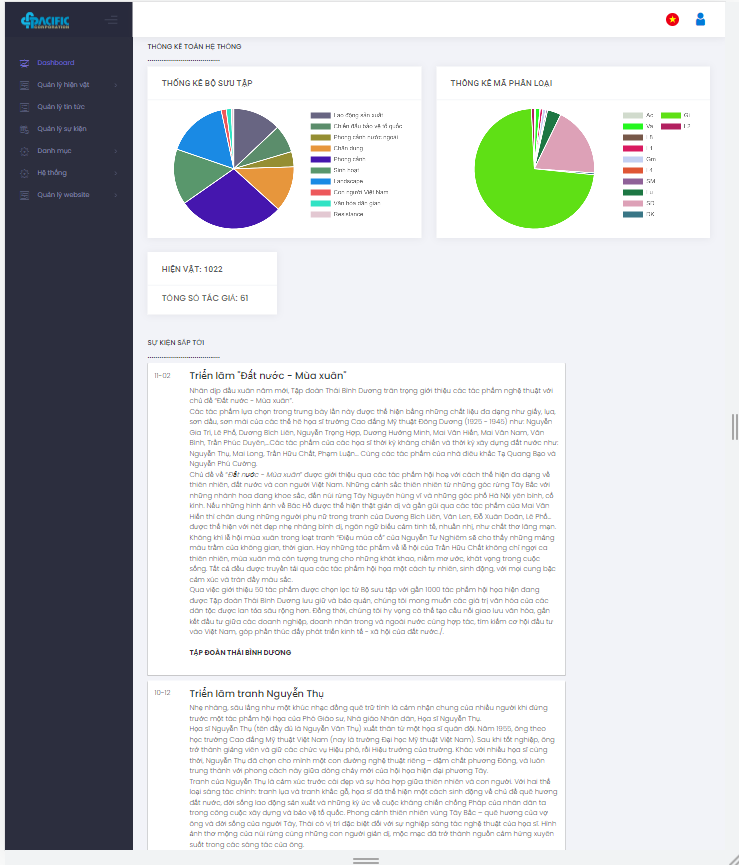 PACIFIC
CORPORATION
Dashboard
Quản lý hiện vật
Quản lý tin tức
Quản lý sự kiện
Danh mục
Hệ thống
Quản lý website
THỐNG KÊ TOÀN HỆ THỐNG
THỐNG KÊ BỘ SƯU TẬP
Lao động sản xuất
Chiến đấu bảo vệ tổ quốc
Phong cảnh nước ngoài
Chân dung
Phong cảnh
Sinh hoạt
Landscape
Con người Việt Nam
Văn hóa dân gian
Resistance
THỐNG KÊ MÃ PHÂN LOẠI
Ac
Va
LB
L1
Gm
L4
SM
Lu
SD
DK
Gi
L2
HIỆN VẬT: 1022
TỔNG SỐ TÁC GIẢ: 61
SỰ KIỆN SẮP TỚI
11-02
Triển lãm "Đất nước - Mùa xuân"
Nhân dịp đầu xuân năm mới, Tập đoàn Thái Bình Dương trân trọng giới thiệu các tác phẩm nghệ thuật với
chủ đề "Đất nước - Mùa xuân".
Các tác phẩm lựa chọn trong trưng bày lần này được thể hiện bằng những chất liệu đa dạng như giấy, lụa,
sơn dầu, sơn mài của các thế hệ họa sĩ trường Cao đẳng Mỹ thuật Đông Dương (1925 - 1945) như: Nguyễn
Gia Trí, Lê Phổ, Dương Bích Liên, Nguyễn Trọng Hợp, Dương Hướng Minh, Mai Văn Hiến, Mai Văn Nam, Văn
Bình, Trần Phúc Duyên,...Các tác phẩm của các họa sĩ thời kỳ kháng chiến và thời kỳ xây dựng đất nước như
Nguyễn Thụ, Mai Long, Trần Hữu Chất, Phạm Luận... Cùng các tác phẩm của nhà điêu khắc Tạ Quang Bạo và
Nguyễn Phú Cường.
Chủ đề về "Đất nước - Mùa xuân" được giới thiệu qua các tác phẩm hội hoạ với cách thể hiện đa dạng về
thiên nhiên, đất nước và con người Việt Nam. Những cảnh sắc thiên nhiên từ những góc rừng Tây Bắc với
những nhành hoa đang khoe sắc, đến núi rừng Tây Nguyên hùng vĩ và những góc phố Hà Nội yên bình, cổ
kính. Nếu những hình ảnh về Bác Hồ được thể hiện thật giản dị và gần gũi qua các tác phẩm của Mai Văn
Hiến thì chân dung những người phụ nữ trong tranh của Dương Bích Liên, Văn Len, Đỗ Xuân Doãn, Lê Phổ...
được thể hiện với nét đẹp nhẹ nhàng bình dị, ngôn ngữ biểu cảm tinh tế, nhuần nhị, như chất thơ lãng mạn.
Không khí lễ hội mùa xuân trong loạt tranh "Điệu múa cổ" của Nguyễn Tư Nghiêm sẽ cho thấy những mảng
màu trầm của không gian, thời gian. Hay những tác phẩm về lễ hội của Trần Hữu Chất không chỉ ngợi ca
thiên nhiên, mùa xuân mà còn tượng trưng cho những khát khao, niềm mơ ước, khát vọng trong cuộc
sống. Tất cả đều được truyền tải qua các tác phẩm hội họa một cách tự nhiên, sinh động, với mọi cung bậc
cảm xúc và tràn đầy màu sắc.
Qua việc giới thiệu 50 tác phẩm được chọn lọc từ Bộ sưu tập với gần 1000 tác phẩm hội họa hiện đang
được Tập đoàn Thái Bình Dương lưu giữ và bảo quản, chúng tôi mong muốn các giá trị văn hóa của các
dân tộc được lan tỏa sâu rộng hơn. Đồng thời, chúng tôi hy vọng có thể tạo cầu nối giao lưu văn hóa, gắn
kết đầu tư giữa các doanh nghiệp, doanh nhân trong và ngoài nước cùng hợp tác, tìm kiếm cơ hội đầu tư
vào Việt Nam, góp phần thúc đẩy phát triển kinh tế - xã hội của đất nước./.
TẬP ĐOÀN THÁI BÌNH DƯƠNG
10-12
Triển lãm tranh Nguyễn Thụ
Nhẹ nhàng, sâu lắng như một khúc nhạc đồng quê trữ tình là cảm nhận chung của nhiều người khi đứng
trước một tác phẩm hội họa của Phó Giáo sư, Nhà giáo Nhân dân, Họa sĩ Nguyễn Thụ.
Họa sĩ Nguyễn Thụ (tên đầy đủ là Nguyễn Văn Thụ) xuất thân từ một họa sĩ quân đội. Năm 1955, ông theo
học trường Cao đẳng Mỹ thuật Việt Nam (nay là trường Đại học Mỹ thuật Việt Nam). Sau khi tốt nghiệp, ông
trở thành giảng viên và giữ các chức vụ Hiệu phó, rồi Hiệu trưởng của trường. Khác với nhiều họa sĩ cùng
thời, Nguyễn Thụ đã chọn cho mình một con đường nghệ thuật riêng – đậm chất phương Đông, và luôn
trung thành với phong cách này giữa dòng chảy mới của hội họa hiện đại phương Tây.
Tranh của Nguyễn Thụ là cảm xúc trước cái đẹp và sự hòa hợp giữa thiên nhiên và con người. Với hai thể
loại sáng tác chính: tranh lụa và tranh khắc gỗ, họa sĩ đã thể hiện một cách sinh động về chủ đề quê hương
đất nước, đời sống lao động sản xuất và những ký ức về cuộc kháng chiến chống Pháp của nhân dân ta
trong công cuộc xây dựng và bảo vệ tổ quốc. Phong cảnh thiên nhiên vùng Tây Bắc - quê hương của vợ
ông và đời sống của người Tày, Thái có vị trí đặc biệt đối với sự nghiệp sáng tác nghệ thuật của họa sĩ. Hình
ảnh thơ mộng của núi rừng cùng những con người giản dị, mộc mạc đã trở thành nguồn cảm hứng xuyên
suốt trong các sáng tác của ông.